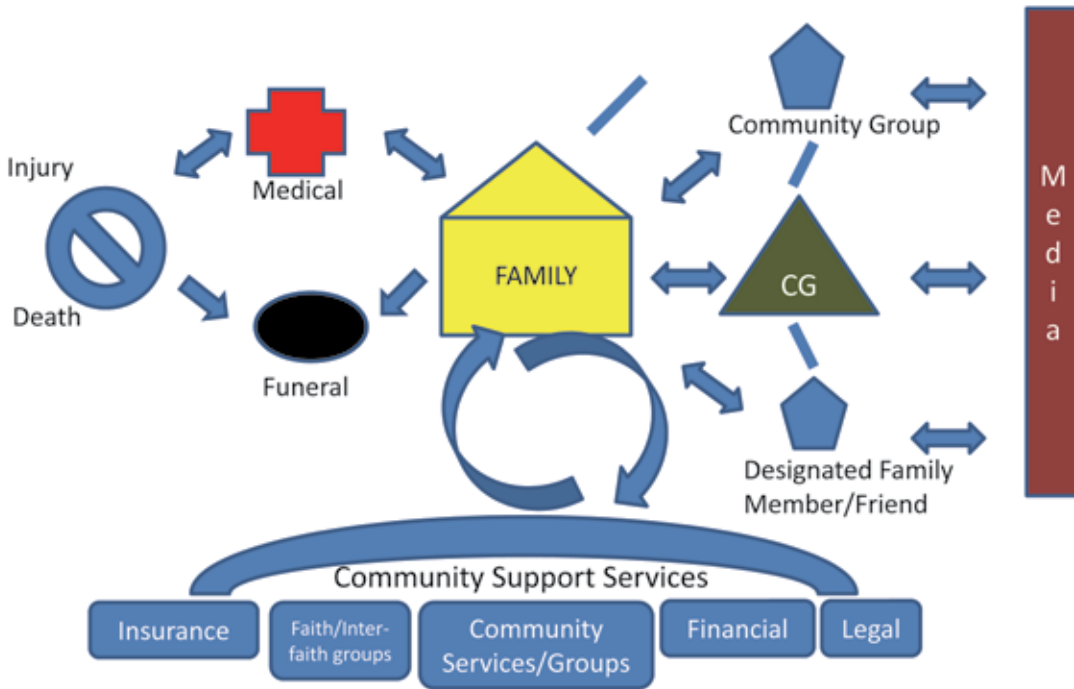 Injury
Death
Medical
Funeral
FAMILY
Community Group
CG
Designated Family
Member/Friend
Media
Community Support Services
Insurance
Faith/Inter-
faith groups
Community
Services/Groups
Financial
Legal